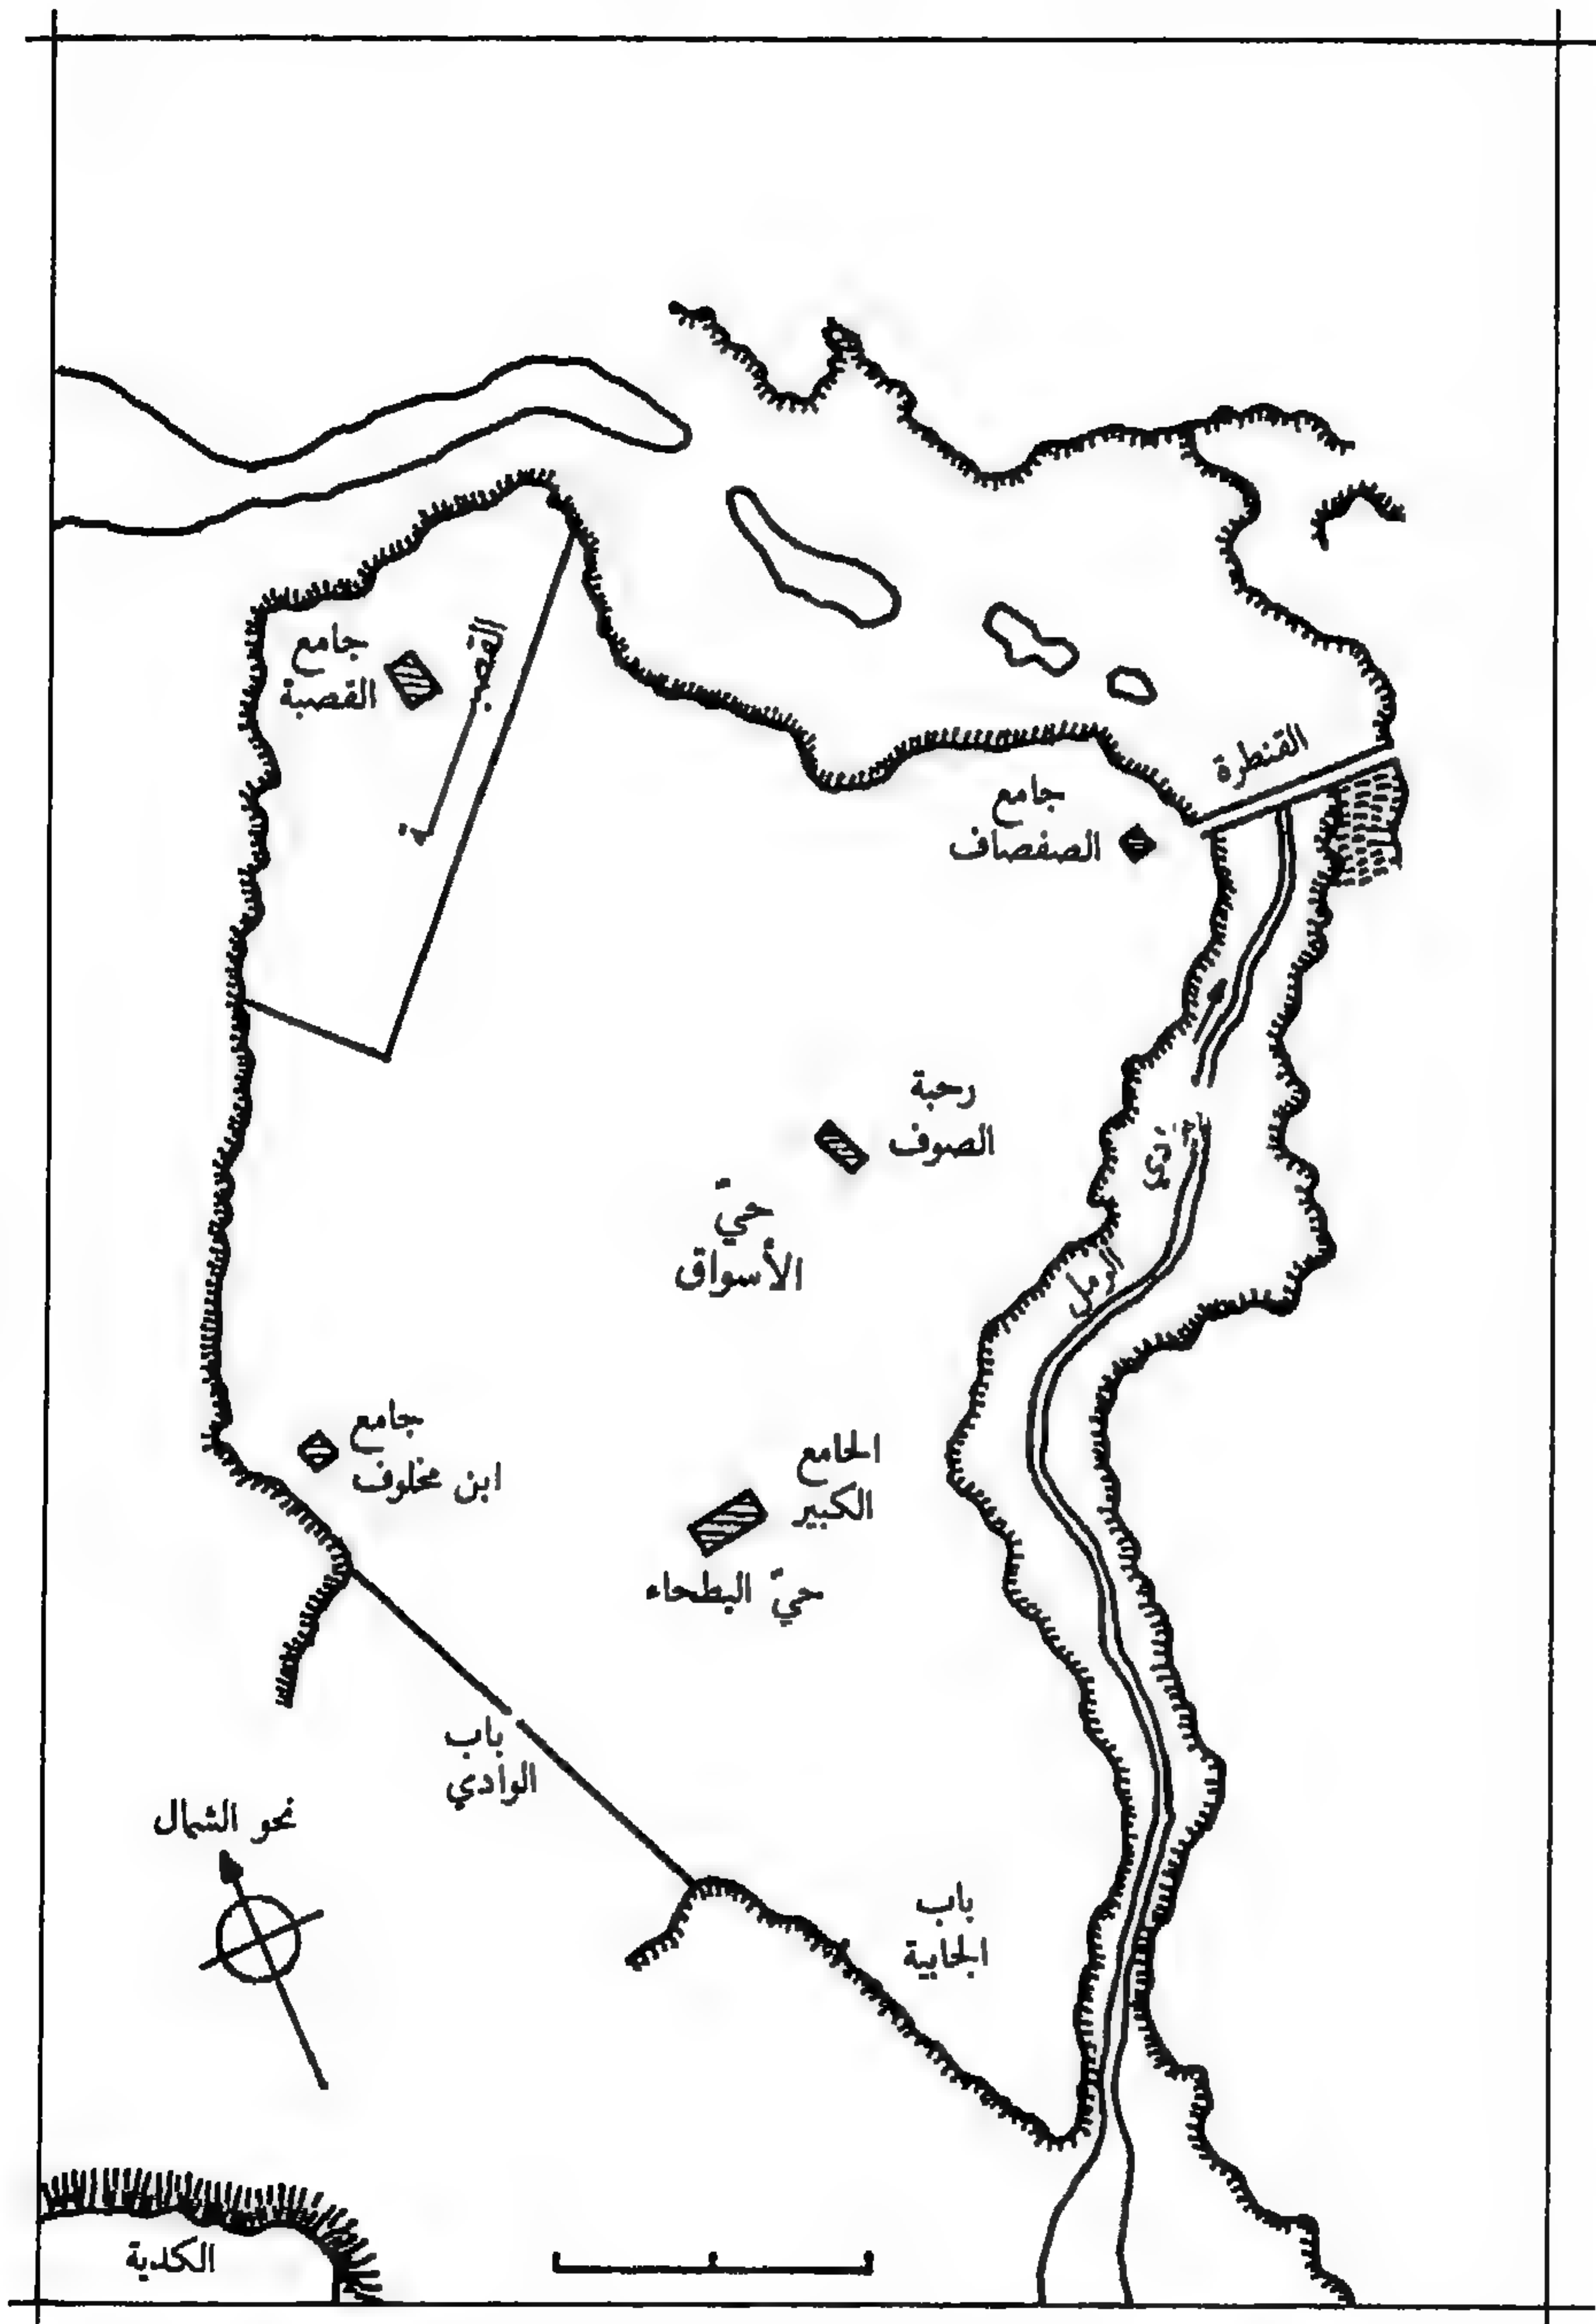 جامع
القصبة
القصبة
القنطرة
جامع
الصفصاف
رحبة
الصوف
وادي
الرمل
حيّ
الأسواق
جامع
ابن مخلوف
الجامع
الكبير
حيّ البطحاء
باب
الوادي
نحو الشمال
باب
الجابية
الكدية